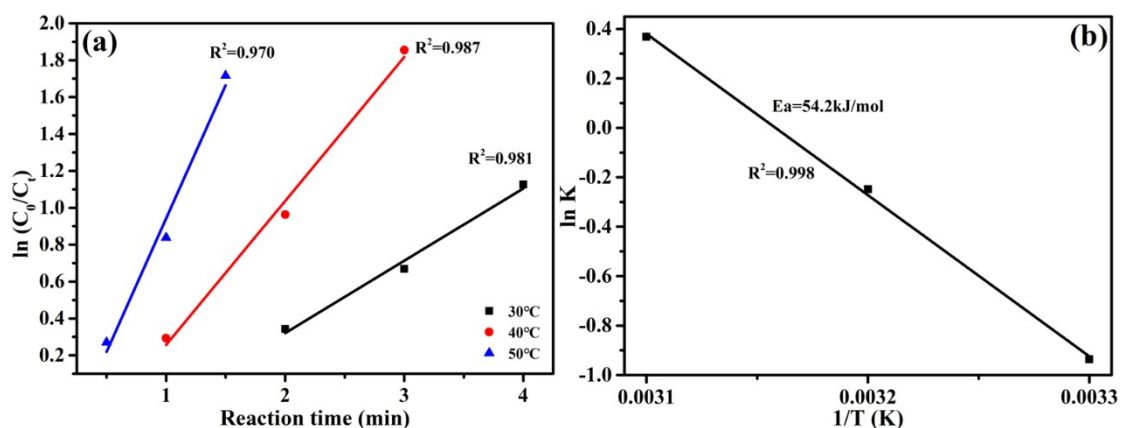 (a)
R²=0.970
R²=0.987
R²=0.981
ln (C₀/Cₜ)
2.0
1.8
1.6
1.4
1.2
1.0
0.8
0.6
0.4
0.2
30°C
40°C
50°C
1
2
3
4
Reaction time (min)
(b)
Ea=54.2kJ/mol
R²=0.998
ln K
0.4
0.2
0.0
-0.2
-0.4
-0.6
-0.8
-1.0
0.0031
0.0032
0.0033
1/T (K)